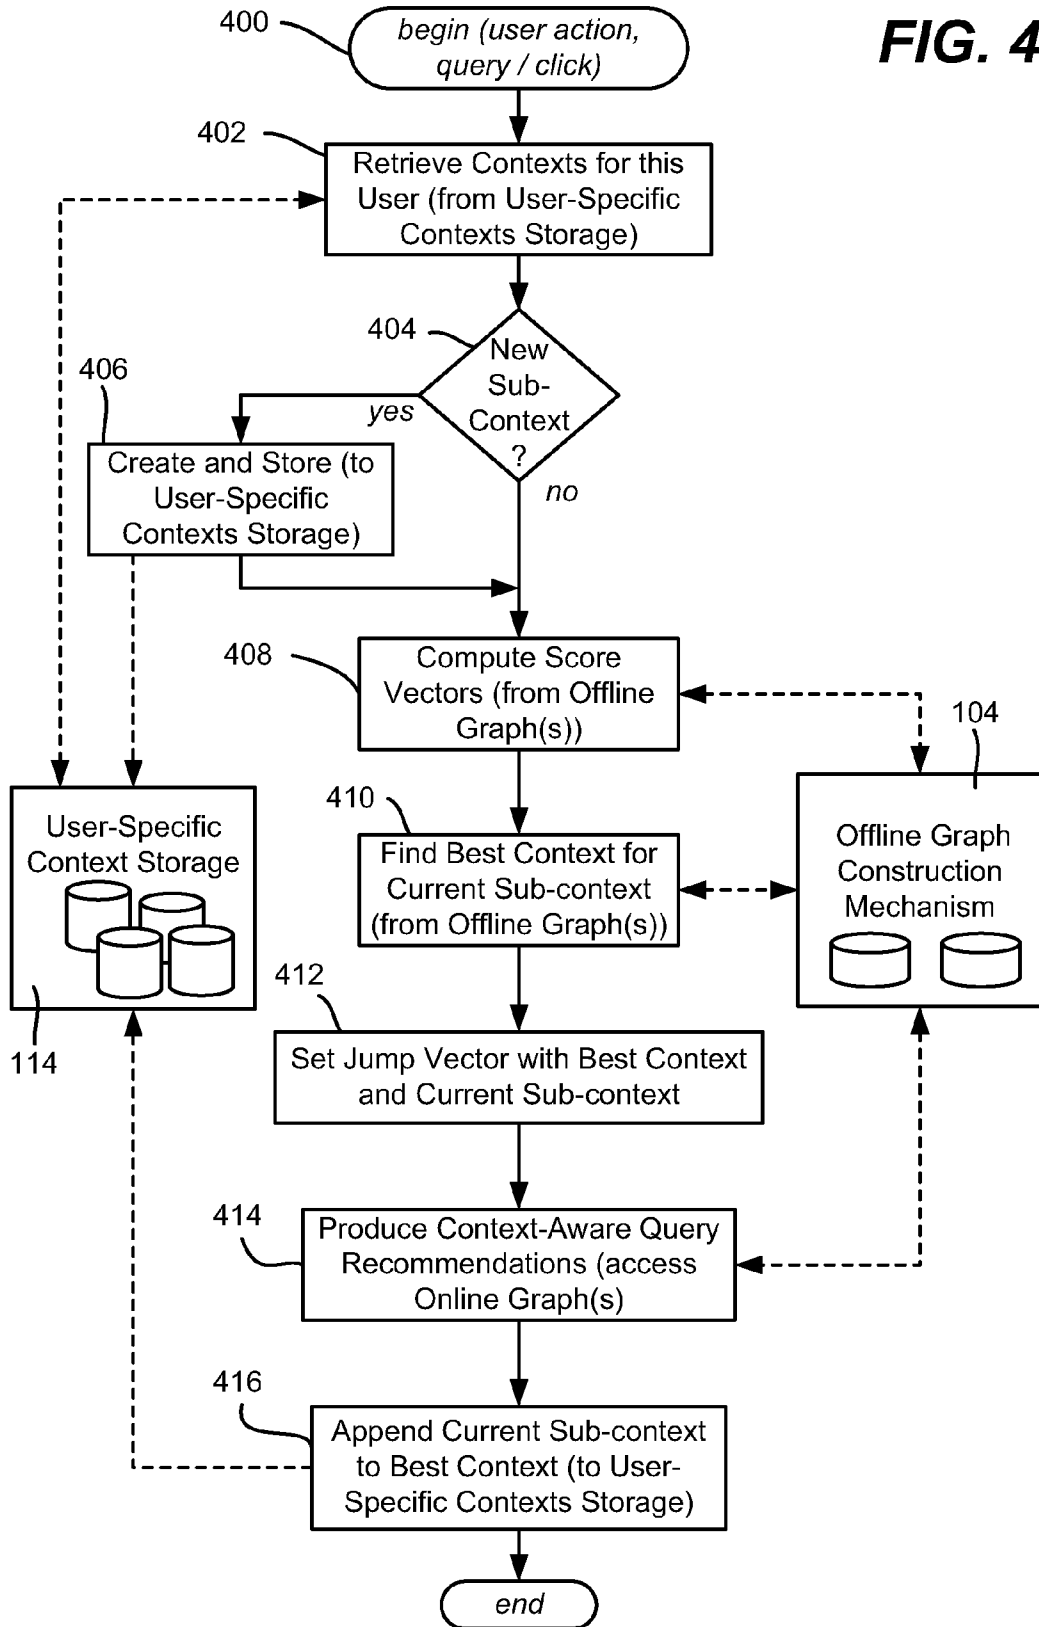 FIG. 4
400
begin (user action,
query / click)
402
Retrieve Contexts for this
User (from User-Specific
Contexts Storage)
404
New
Sub-
Context
?
yes
no
406
Create and Store (to
User-Specific
Contexts Storage)
408
Compute Score
Vectors (from Offline
Graph(s))
104
Offline Graph
Construction
Mechanism
User-Specific
Context Storage
114
410
Find Best Context for
Current Sub-context
(from Offline Graph(s))
412
Set Jump Vector with Best Context
and Current Sub-context
414
Produce Context-Aware Query
Recommendations (access
Online Graph(s)
416
Append Current Sub-context
to Best Context (to User-
Specific Contexts Storage)
end